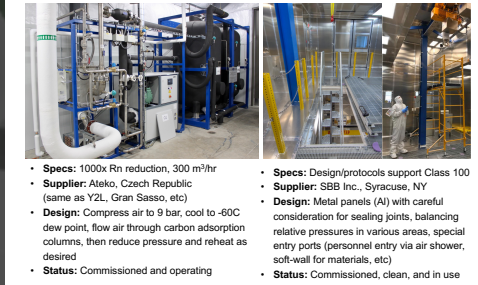 • Specs: 1000x Rn reduction, 300 m³/hr
• Supplier: Ateko, Czech Republic
(same as Y2L, Gran Sasso, etc)
• Design: Compress air to 9 bar, cool to -60C
dew point, flow air through carbon adsorption
columns, then reduce pressure and reheat as
desired
• Status: Commissioned and operating
• Specs: Design/protocols support Class 100
• Supplier: SBB Inc., Syracuse, NY
• Design: Metal panels (Al) with careful
consideration for sealing joints, balancing
relative pressures in various areas, special
entry ports (personnel entry via air shower,
soft-wall for materials, etc)
• Status: Commissioned, clean, and in use